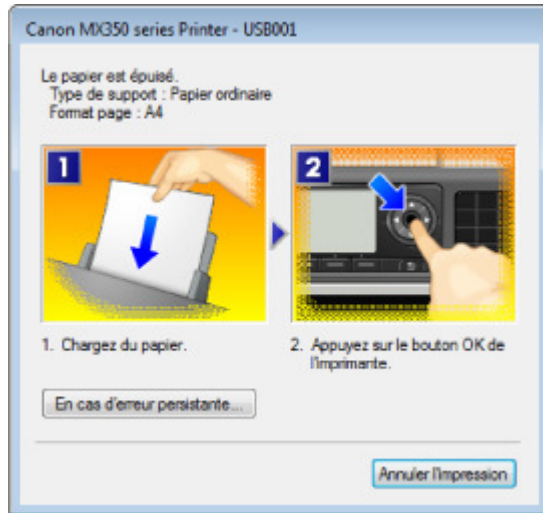 Canon MX350 series Printer - USB001
Le papier est épuisé.
Type de support : Papier ordinaire
Format page : A4
1
2
1. Chargez du papier.
2. Appuyez sur le bouton OK de
l'imprimante.
En cas d'erreur persistante...
Annuler l'impression